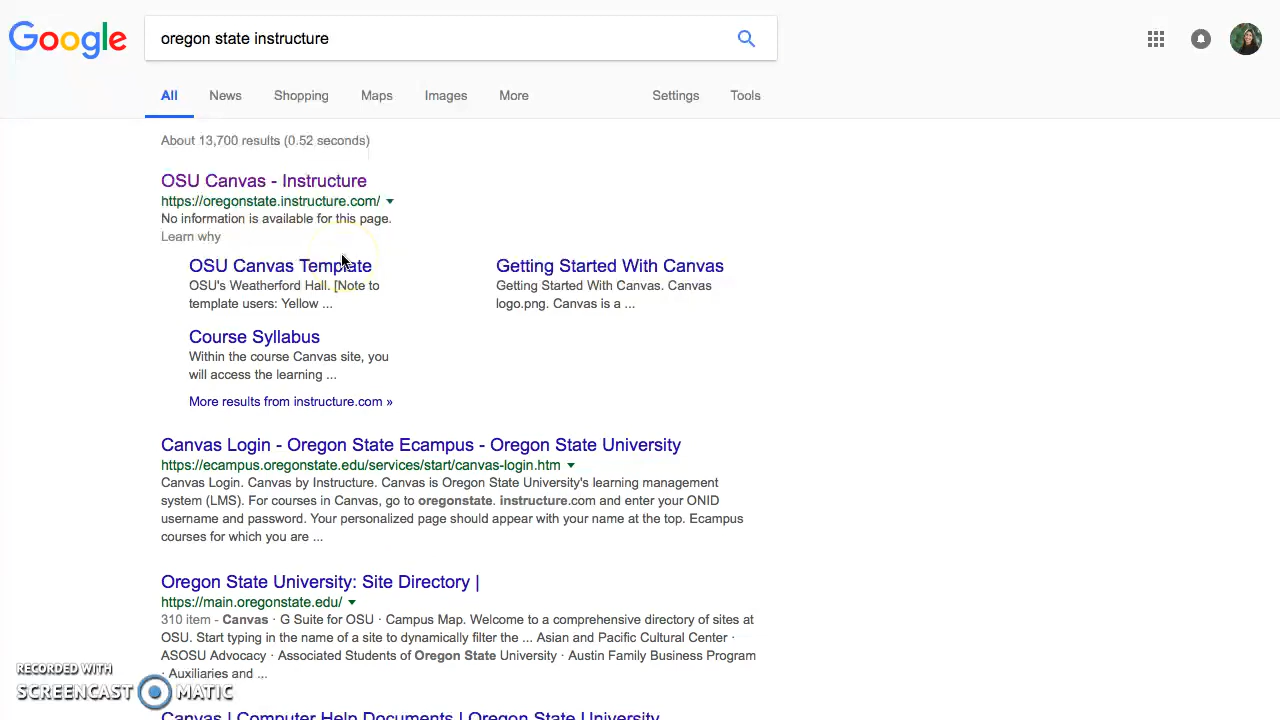 Google oregon state instructure
All News Shopping Maps Images More Settings Tools
About 13,700 results (0.52 seconds)
OSU Canvas - Instructure
https://oregonstate.instructure.com/
No information is available for this page.
Learn why
OSU Canvas Template
OSU's Weatherford Hall. [Note to
template users: Yellow ...
Getting Started With Canvas
Getting Started With Canvas. Canvas
logo.png. Canvas is a ...
Course Syllabus
Within the course Canvas site, you
will access the learning ...
More results from instructure.com »
Canvas Login - Oregon State Ecampus - Oregon State University
https://ecampus.oregonstate.edu/services/start/canvas-login.htm
Canvas Login. Canvas by Instructure. Canvas is Oregon State University's learning management
system (LMS). For courses in Canvas, go to oregonstate. instructure.com and enter your ONID
username and password. Your personalized page should appear with your name at the top. Ecampus
courses for which you are ...
Oregon State University: Site Directory |
https://main.oregonstate.edu/
310 item - Canvas · G Suite for OSU · Campus Map. Welcome to a comprehensive directory of sites at
OSU. Start typing in the name of a site to dynamically filter the ... Asian and Pacific Cultural Center ·
ASOSU Advocacy · Associated Students of Oregon State University · Austin Family Business Program
· Auxiliaries and ...
Canvas | Computer Help Documents | Oregon State University
RECORDED WITH
SCREENCAST MATIC